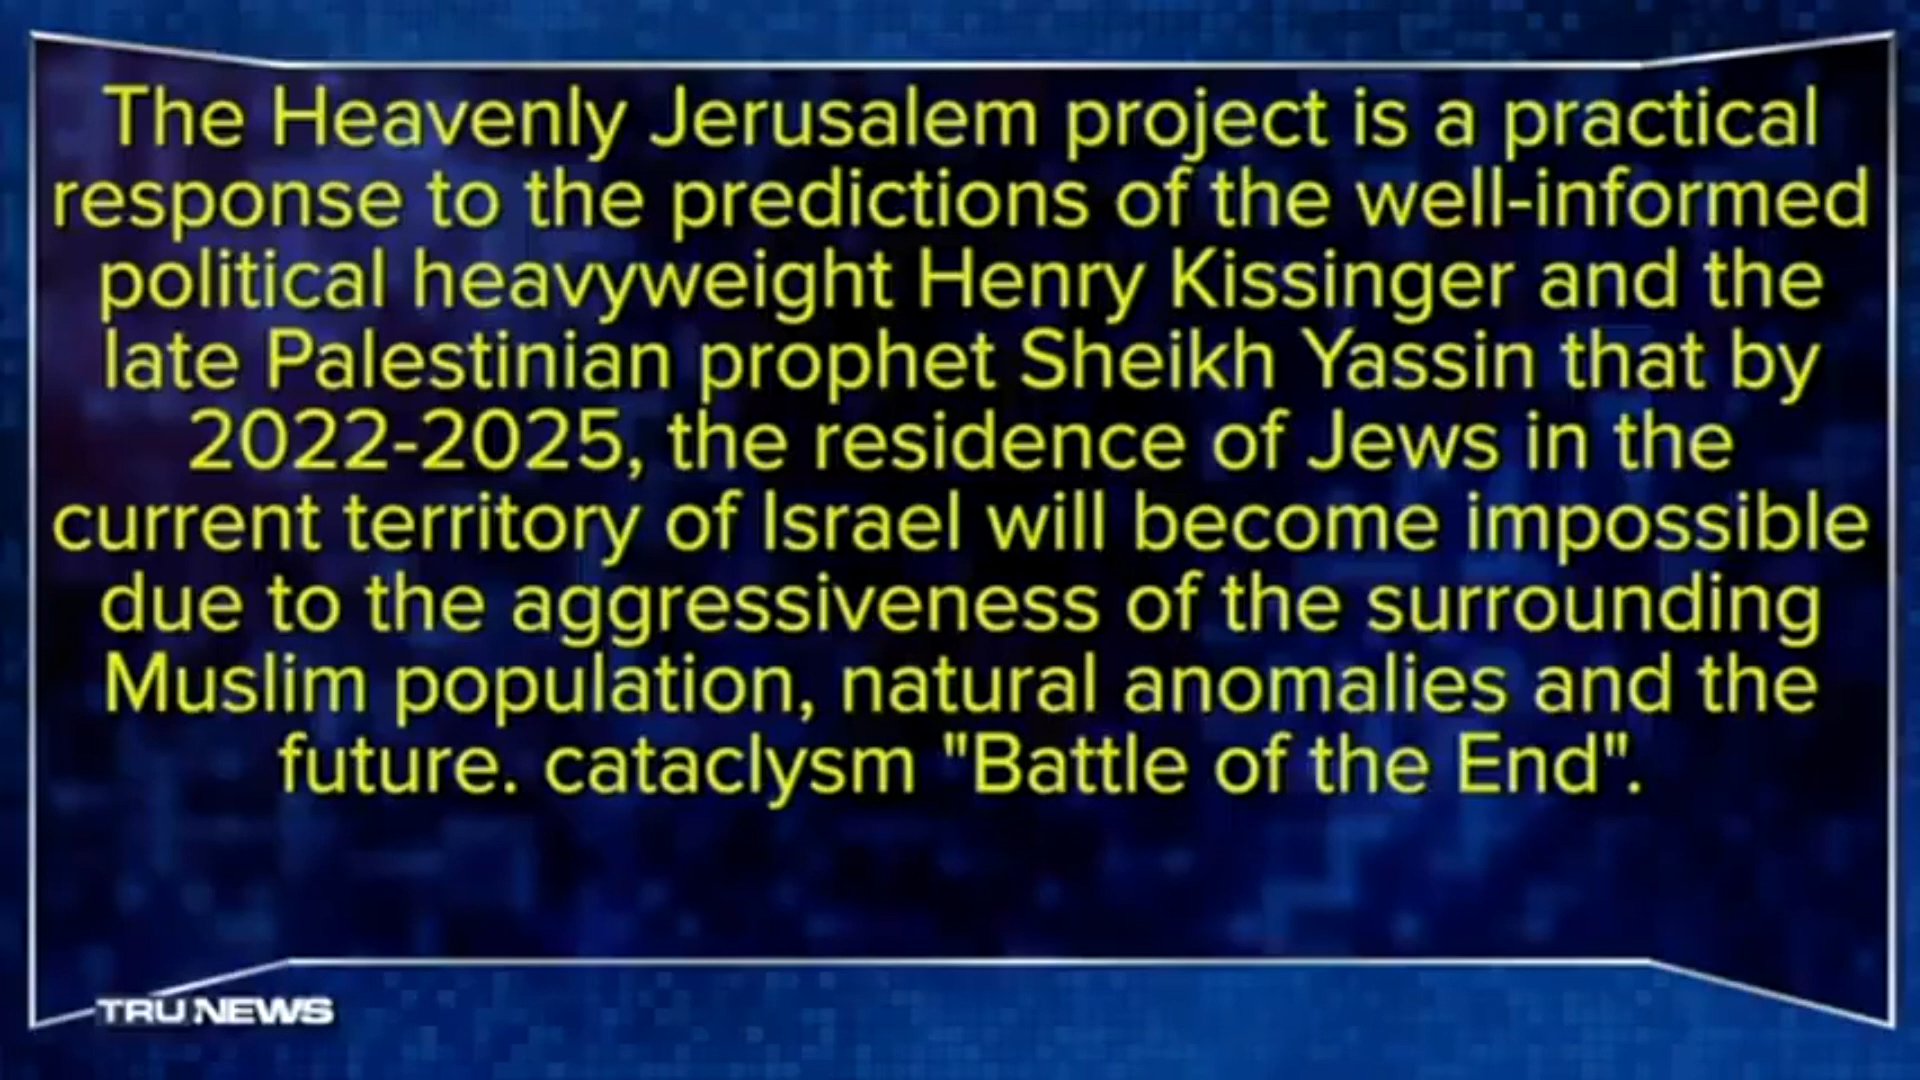 The Heavenly Jerusalem project is a practical
response to the predictions of the well-informed
political heavyweight Henry Kissinger and the
late Palestinian prophet Sheikh Yassin that by
2022-2025, the residence of Jews in the
current territory of Israel will become impossible
due to the aggressiveness of the surrounding
Muslim population, natural anomalies and the
future. cataclysm "Battle of the End".
TRUNEWS